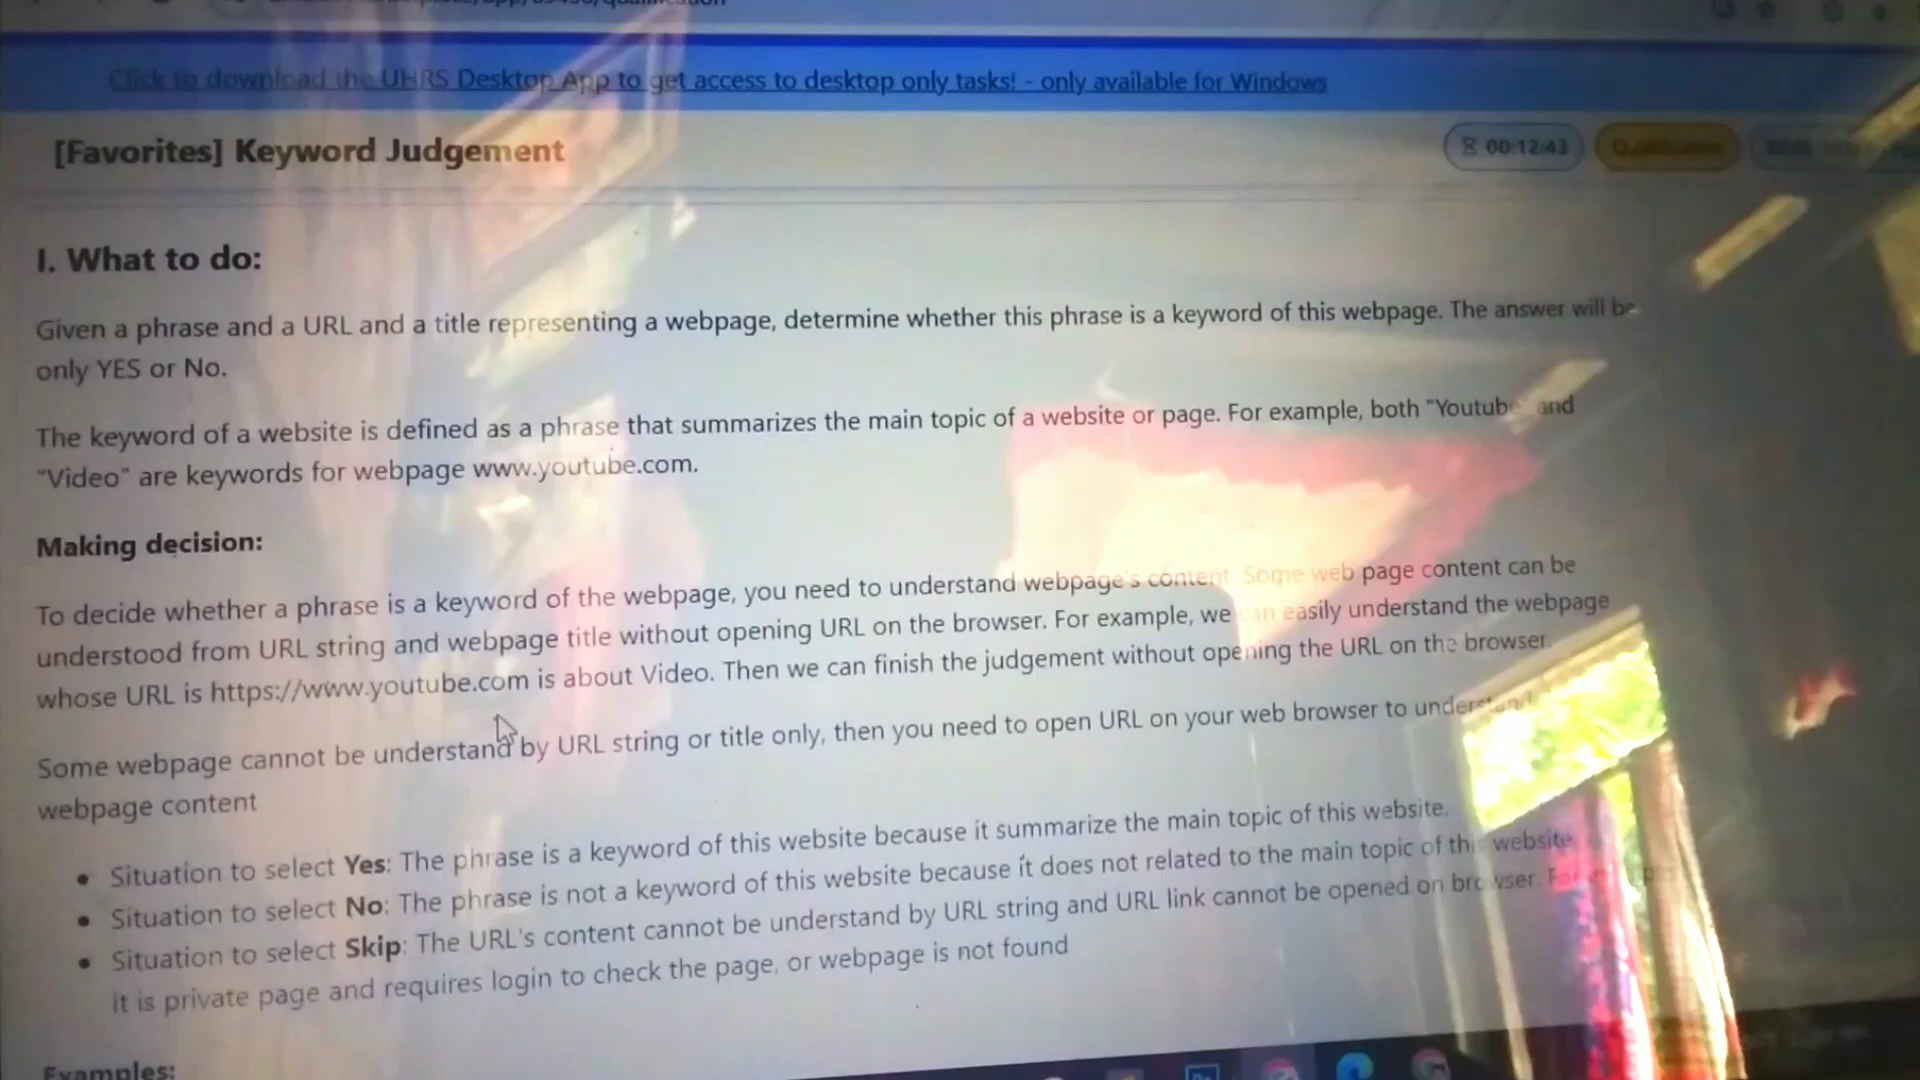 Click to download the UHRS Desktop App to get access to desktop only tasks! - only available for Windows
[Favorites] Keyword Judgement
00:12:43
Qualification
I. What to do:
Given a phrase and a URL and a title representing a webpage, determine whether this phrase is a keyword of this webpage. The answer will be
only YES or No.
The keyword of a website is defined as a phrase that summarizes the main topic of a website or page. For example, both "Youtube" and
"Video" are keywords for webpage www.youtube.com.
Making decision:
To decide whether a phrase is a keyword of the webpage, you need to understand webpage's content. Some web page content can be
understood from URL string and webpage title without opening URL on the browser. For example, we can easily understand the webpage
whose URL is https://www.youtube.com is about Video. Then we can finish the judgement without opening the URL on the browser.
Some webpage cannot be understand by URL string or title only, then you need to open URL on your web browser to understand
webpage content
• Situation to select Yes: The phrase is a keyword of this website because it summarize the main topic of this website.
• Situation to select No: The phrase is not a keyword of this website because it does not related to the main topic of this website.
• Situation to select Skip: The URL's content cannot be understand by URL string and URL link cannot be opened on browser.
it is private page and requires login to check the page, or webpage is not found
Examples: